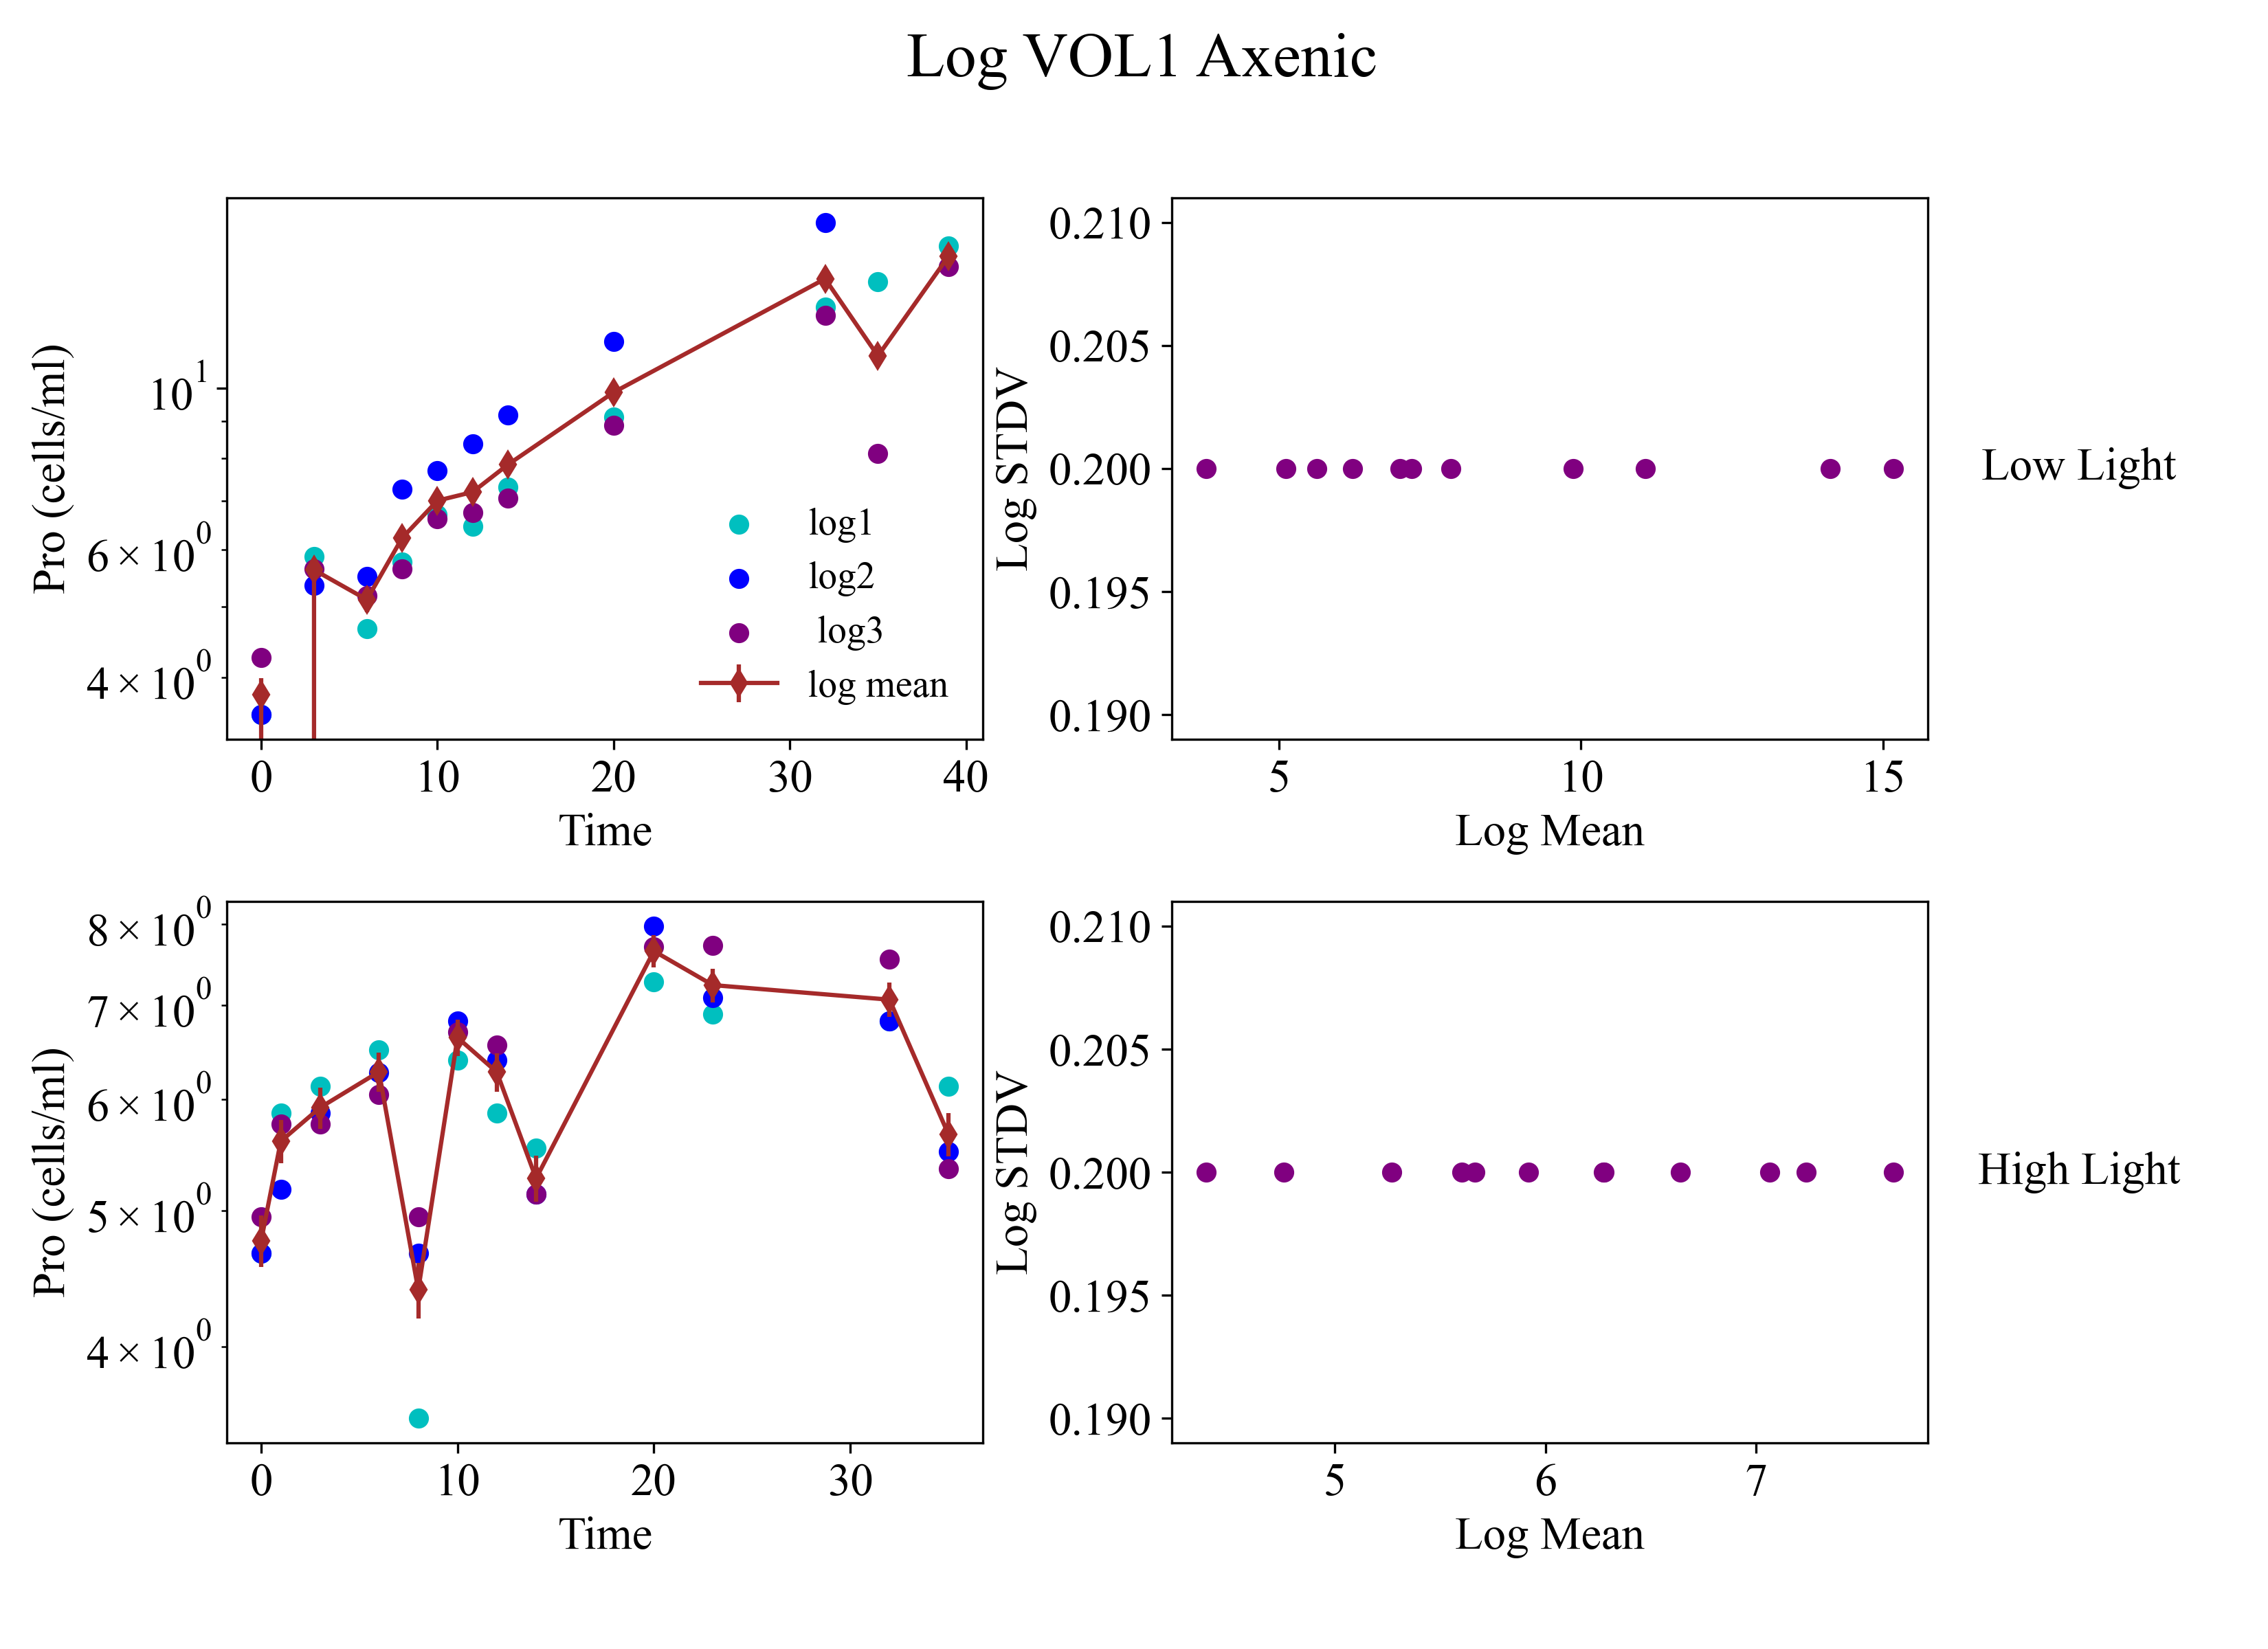 Log VOL1 Axenic
Pro (cells/ml)
10^1
6 × 10^0
4 × 10^0
0 10 20 30 40
Time
log1
log2
log3
log mean
Log STDV
0.210
0.205
0.200
0.195
0.190
5 10 15
Log Mean
Low Light
Pro (cells/ml)
8 × 10^0
7 × 10^0
6 × 10^0
5 × 10^0
4 × 10^0
0 10 20 30
Time
Log STDV
0.210
0.205
0.200
0.195
0.190
5 6 7
Log Mean
High Light